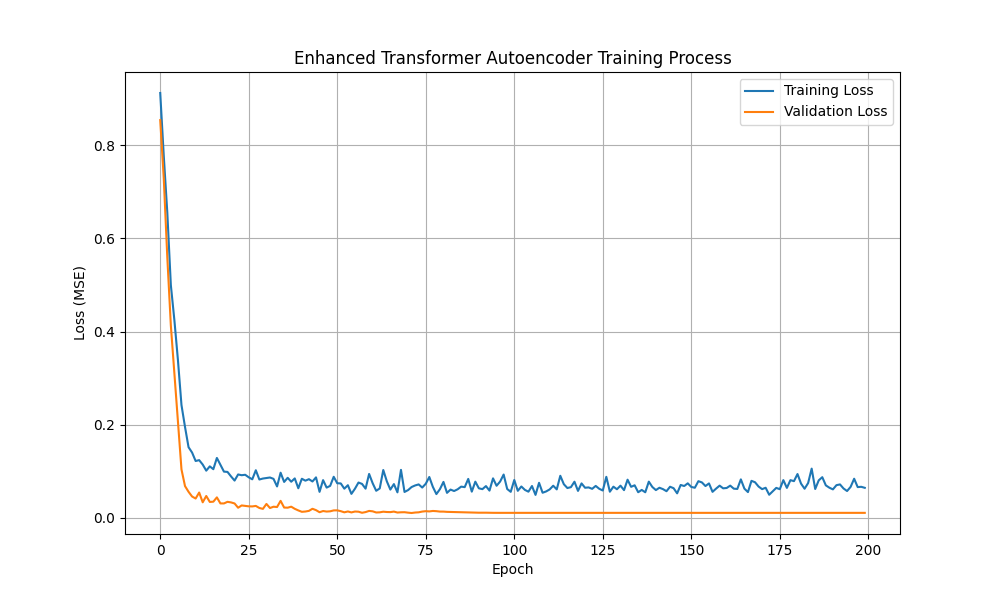 Enhanced Transformer Autoencoder Training Process
Training Loss
Validation Loss
0.8
0.6
0.4
0.2
0.0
Loss (MSE)
0 25 50 75 100 125 150 175 200
Epoch